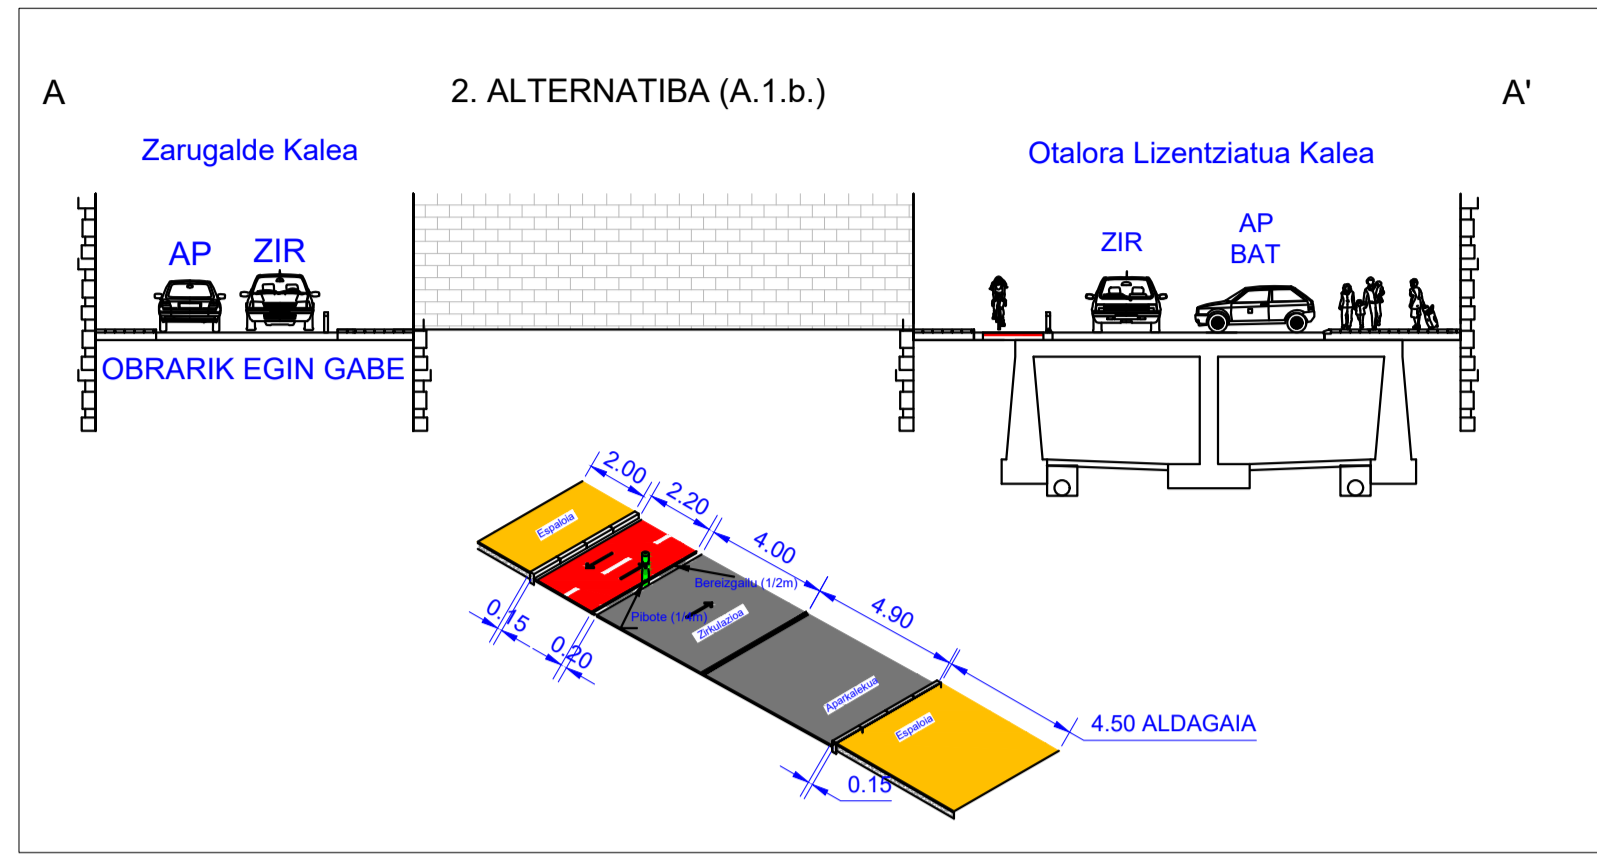 A
2. ALTERNATIBA (A.1.b.)
A'
Zarugalde Kalea
Otalora Lizentziatua Kalea
AP
ZIR
ZIR
AP
BAT
OBRARIK EGIN GABE
2.00
2.20
4.00
4.90
4.50 ALDAGAIA
Espaloia
Bereizgailu (1/2m)
Pibote (1/4m)
Zirkulazioa
0.15
0.20
Aparkalekua
Espaloia
0.15